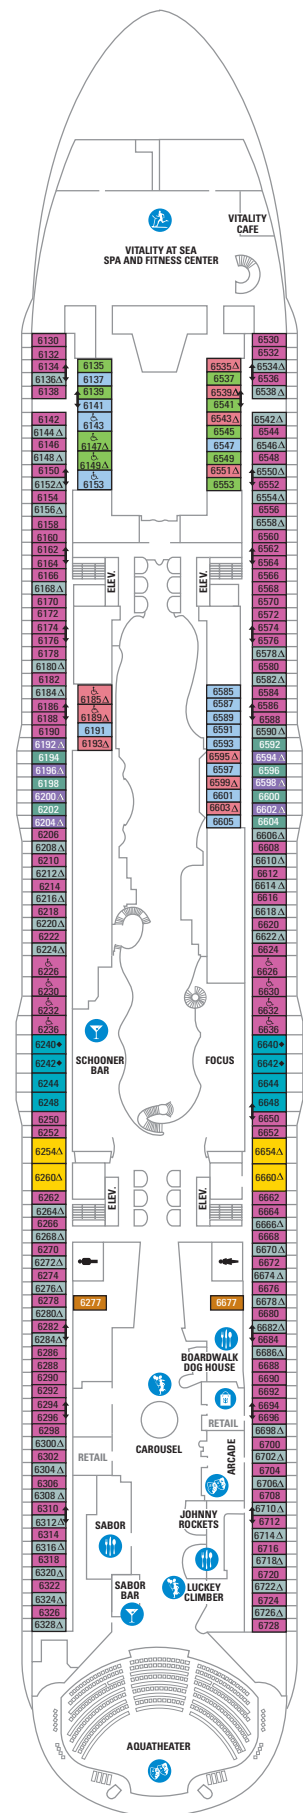 VITALITY
CAFE
VITALITY AT SEA
SPA AND FITNESS CENTER
6130 6530
6132 6532
6134 6135 6535△ 6534△
6136△ 6137 6537 6536
6138 6139 6539△ 6538△
6141 6541
6142 6143 6543△ 6542△
6144△ 6545 6544
6146 6147△ 6547 6546△
6148△ 6149△ 6549 6548
6150 6551△ 6550△
6152△ 6153 6553 6552
6154 6554△
6156△ 6556
6158 6558△
6160 6560
6162 6562
6164 6564
ELEV. ELEV.
6166 6566
6168△ 6568
6170 6570
6172 6572
6174 6574
6176 6576
6178 6578△
6180△ 6580
6182 6582△
6184△ 6185△ 6585 6584
6186 6587 6586
6188 6189△ 6589 6588
6190 6191 6591 6590△
6192△ 6193△ 6593 6592
6194 6595△ 6594△
6196△ 6597 6596
6198 6599△ 6598△
6200△ 6601 6600
6202 6603△ 6602△
6204△ 6605 6604
6206 6606△
6208△ 6608
6210 6610△
6212△ 6612
6214 6614△
6216△ 6616
6218 6618△
6220△ 6620
6222 6622△
6224△ 6624
6226 6626
6230 6630
6232 6632
6236 6636
6240◆ 6640◆
6242◆ 6642◆
SCHOONER
BAR
FOCUS
6244 6644
6248 6648
6250 6650
6252 6652
6254△ 6654△
6260△ 6660△
ELEV. ELEV.
6262 6662
6264△ 6664
6266 6666△
6268△ 6668
6270 6670△
6272△ 6672
6274 6674△
6276△ 6676
6278 6277 6677 6678△
6280△ 6680
6282 6682△
6284△ 6684
6286 6686△
BOARDWALK
DOG HOUSE
6288 6688
6290 6690
6292 6692
6294 6694
6296 6696
RETAIL
6298 6698△
6300△ 6700
CAROUSEL
ARCADE
6302 6702△
RETAIL
6304△ 6704
6306 6706△
6308△ 6708
6310 6710△
6312△ 6712
JOHNNY
ROCKETS
SABOR
6314 6714△
6316△ 6716
6318 6718△
6320△ 6720
6322 6722△
SABOR
BAR
LUCKEY
CLIMBER
6324△ 6724
6326 6726△
6328△ 6728
AQUATHEATER